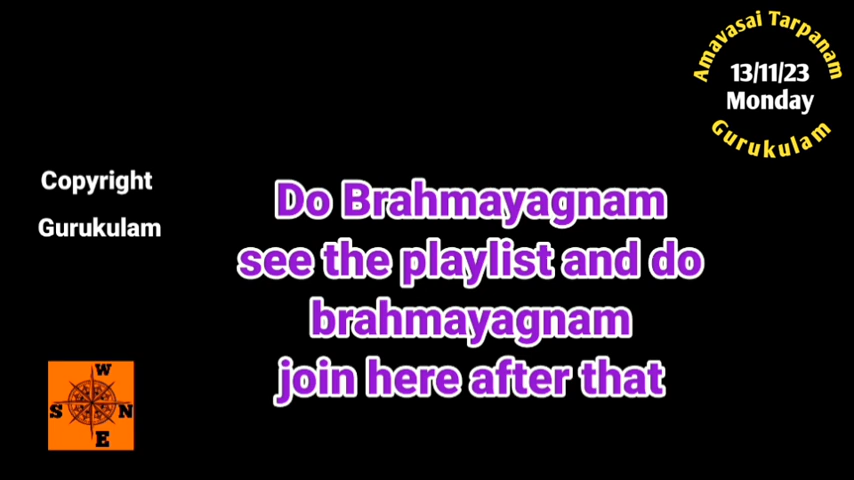 Amavasai Tarpanam
13/11/23
Monday
Gurukulam
Copyright
Gurukulam
Do Brahmayagnam
see the playlist and do
brahmayagnam
join here after that
W
S N
E